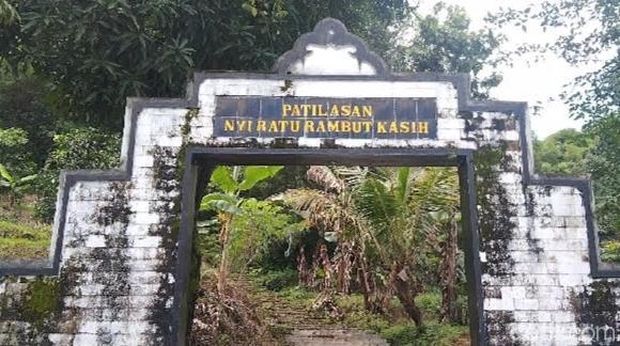 PATILASAN
NYI RATU RAMBUT KASIH